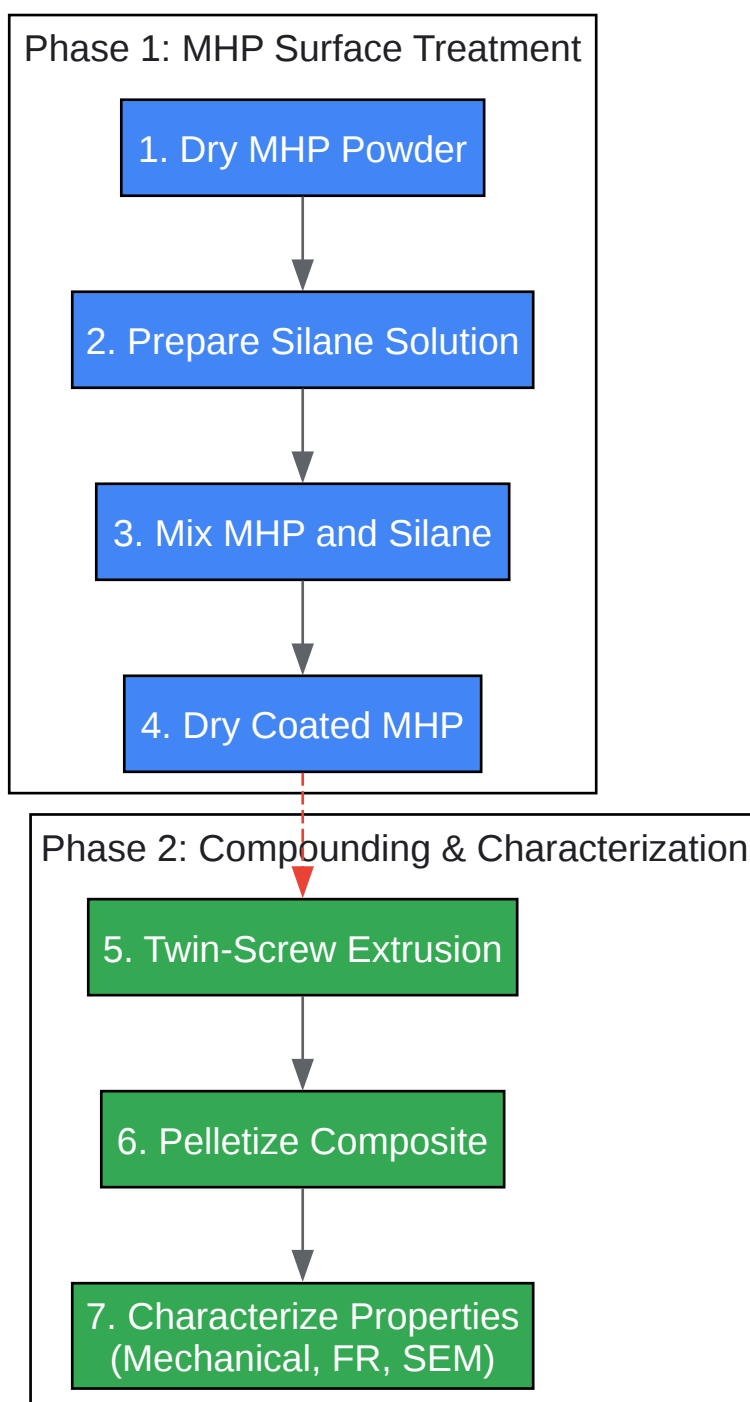 Phase 1: MHP Surface Treatment
1. Dry MHP Powder
2. Prepare Silane Solution
3. Mix MHP and Silane
4. Dry Coated MHP
Phase 2: Compounding & Characterization
5. Twin-Screw Extrusion
6. Pelletize Composite
7. Characterize Properties
(Mechanical, FR, SEM)